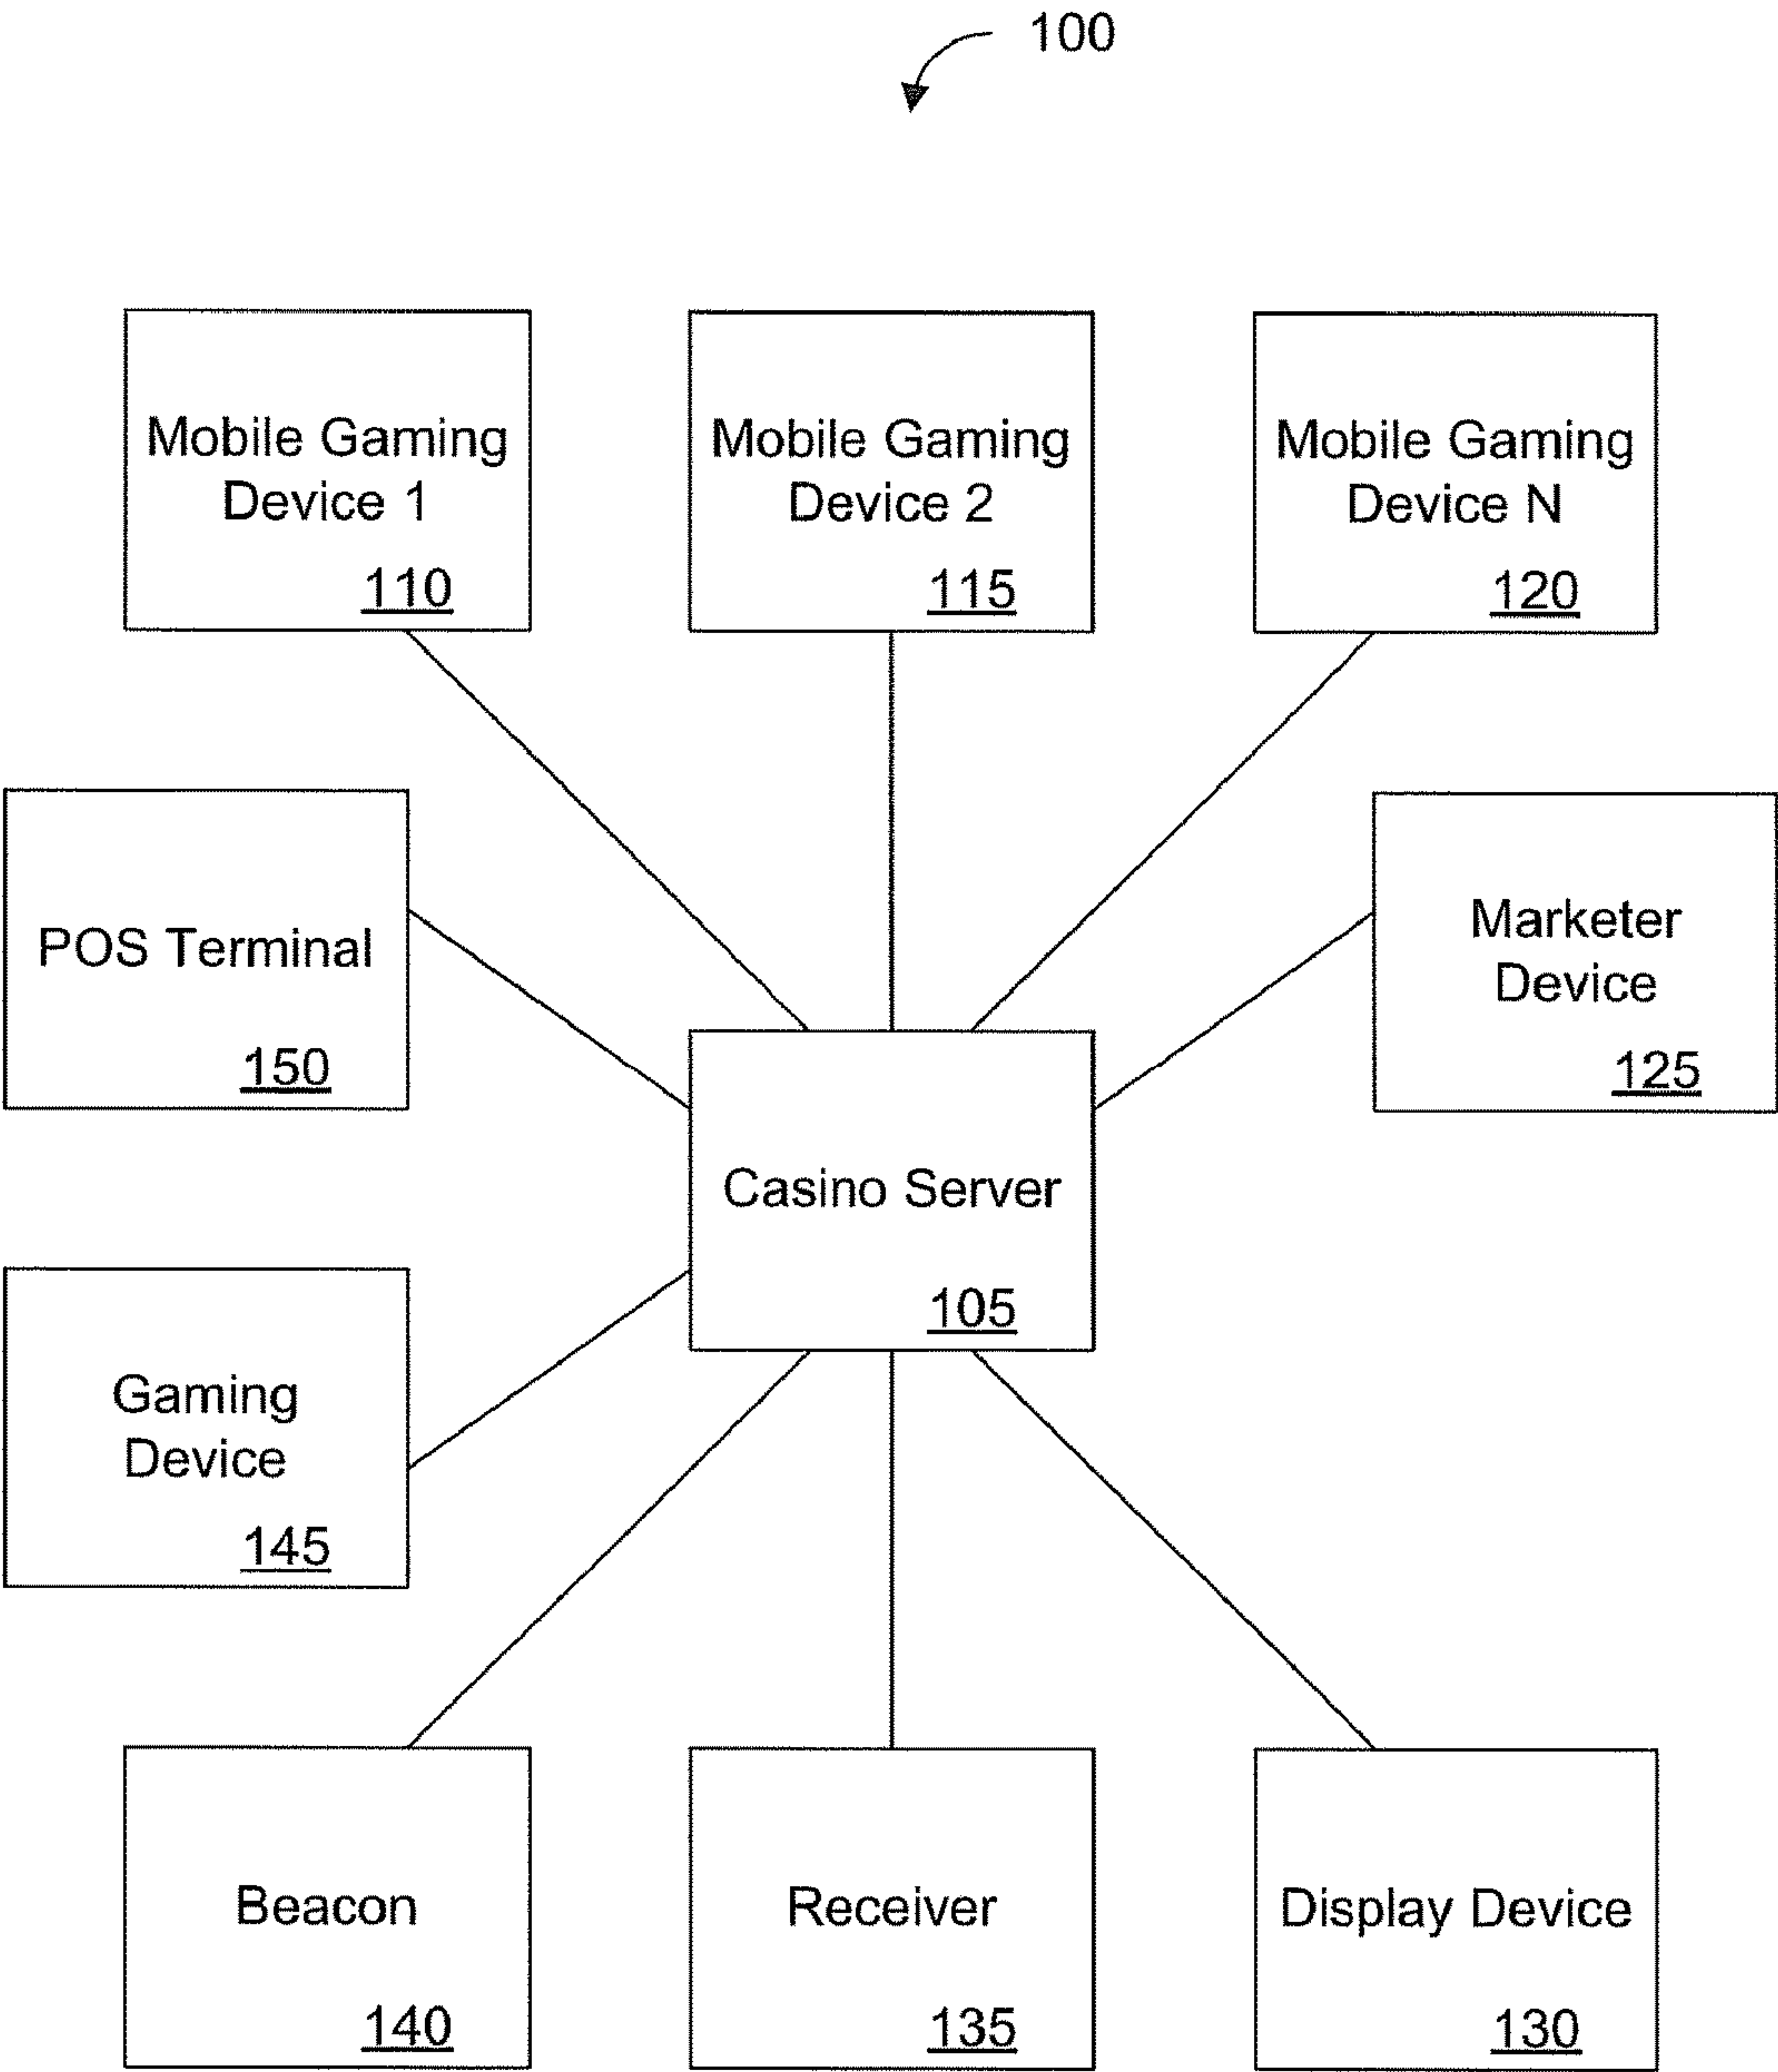 100
Mobile Gaming
Device 1
110
Mobile Gaming
Device 2
115
Mobile Gaming
Device N
120
POS Terminal
150
Marketer
Device
125
Casino Server
105
Gaming
Device
145
Beacon
140
Receiver
135
Display Device
130